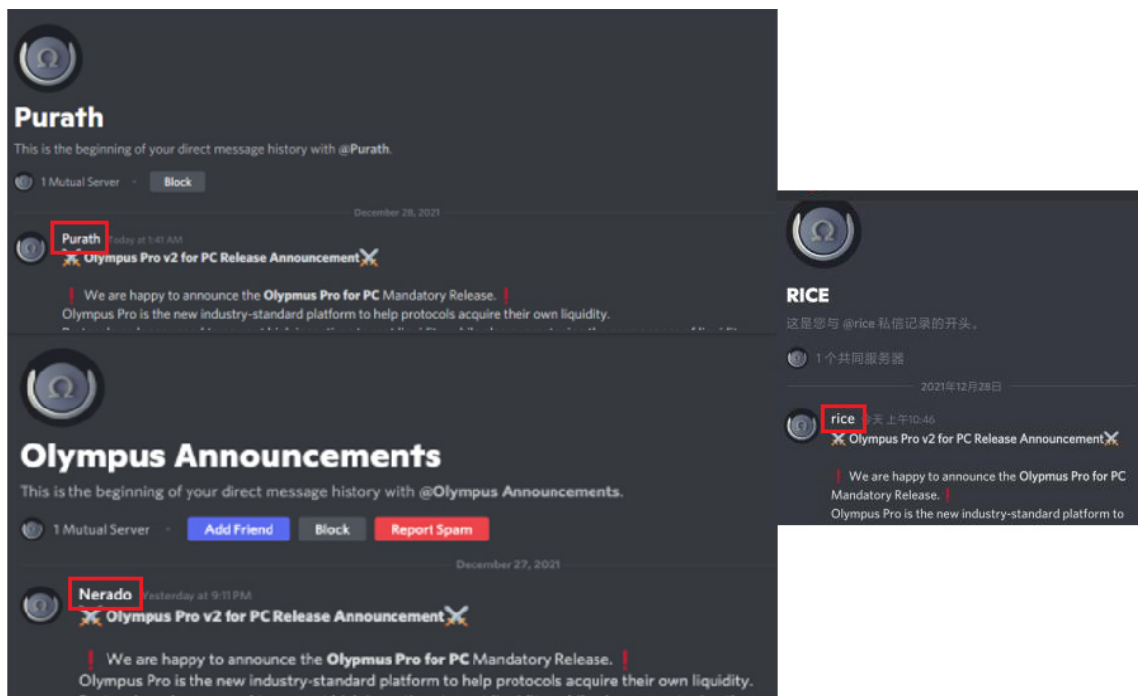 Purath
This is the beginning of your direct message history with @Purath.
1 Mutual Server
Block
December 28, 2021
Purath Today at 1:41 AM
⚔️ Olympus Pro v2 for PC Release Announcement⚔️
❗ We are happy to announce the Olypmus Pro for PC Mandatory Release. ❗
Olympus Pro is the new industry-standard platform to help protocols acquire their own liquidity.
Olympus Announcements
This is the beginning of your direct message history with @Olympus Announcements.
1 Mutual Server
Add Friend
Block
Report Spam
December 27, 2021
Nerado Yesterday at 9:11 PM
⚔️ Olympus Pro v2 for PC Release Announcement⚔️
❗ We are happy to announce the Olypmus Pro for PC Mandatory Release. ❗
Olympus Pro is the new industry-standard platform to help protocols acquire their own liquidity.
RICE
这是您与 @rice 私信记录的开头。
1 个共同服务器
2021年12月28日
rice 今天 上午10:46
⚔️ Olympus Pro v2 for PC Release Announcement⚔️
❗ We are happy to announce the Olypmus Pro for PC
Mandatory Release. ❗
Olympus Pro is the new industry-standard platform to